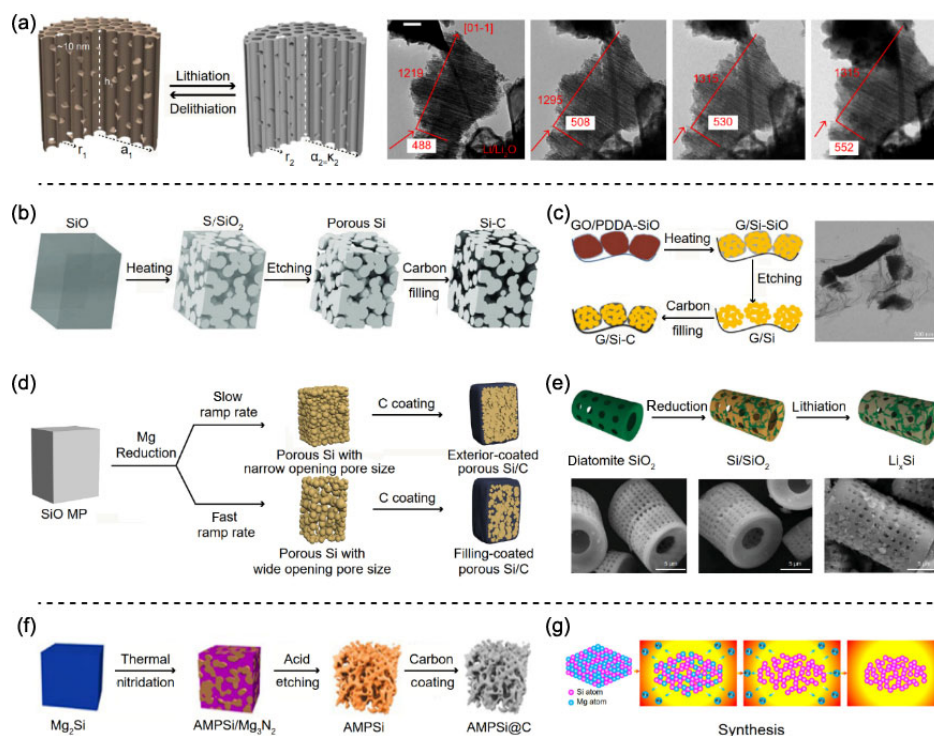 (a)
~10 nm
h₁
r₁
a₁
Lithiation
Delithiation
r₂
α₂₌κ₂
[01-1]
1219
488
Li/Li₂O
1295
508
1315
530
552
(b)
SiO
S/SiO₂
Porous Si
Si-C
Heating
Etching
Carbon
filling
(c)
GO/PDDA-SiO
G/Si-SiO
Heating
Etching
Carbon
filling
G/Si-C
G/Si
(d)
Mg
Reduction
SiO MP
Slow
ramp rate
Fast
ramp rate
Porous Si with
narrow opening pore size
C coating
Exterior-coated
porous Si/C
Porous Si with
wide opening pore size
C coating
Filling-coated
porous Si/C
(e)
Reduction
Lithiation
Diatomite SiO₂
Si/SiO₂
LiₓSi
5 μm
5 μm
5 μm
(f)
Thermal
nitridation
Acid
etching
Carbon
coating
Mg₂Si
AMPSi/Mg₃N₂
AMPSi
AMPSi@C
(g)
Si atom
Mg atom
Synthesis